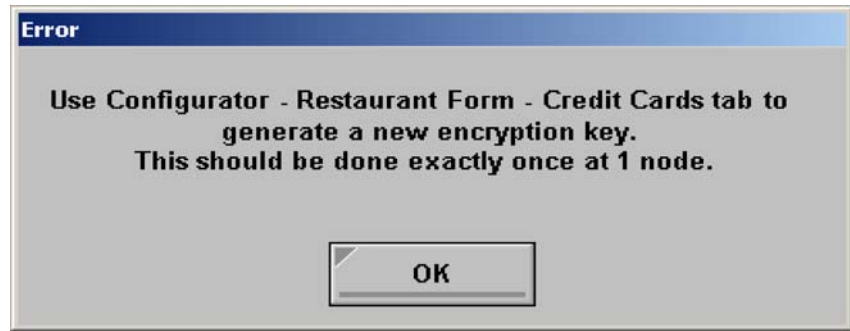 Error
Use Configurator - Restaurant Form - Credit Cards tab to
generate a new encryption key.
This should be done exactly once at 1 node.
OK